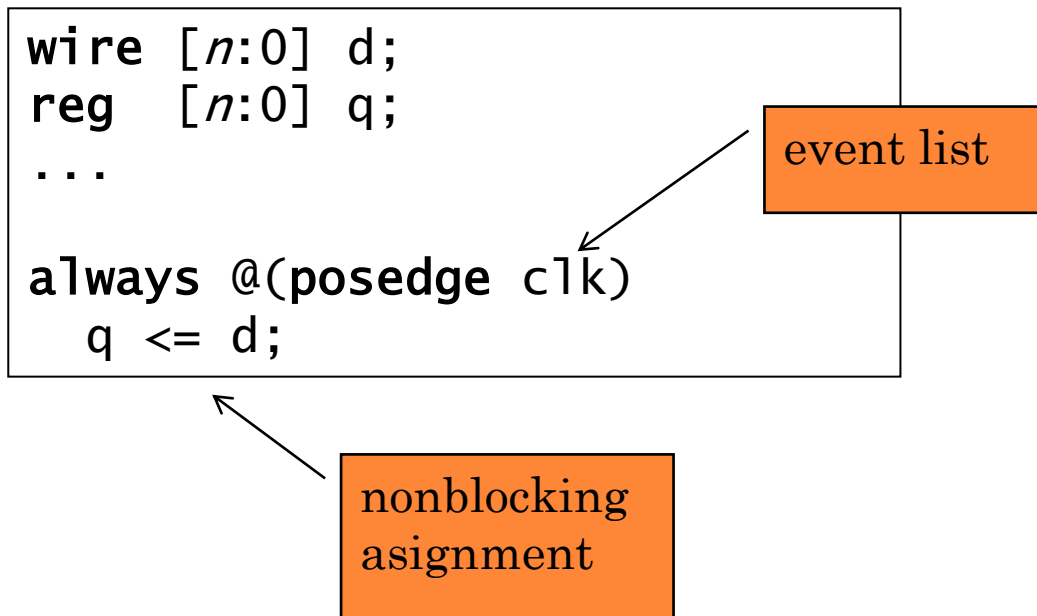 wire [n:0] d;
reg [n:0] q;
...
event list
always @(posedge clk)
q <= d;
nonblocking
asignment